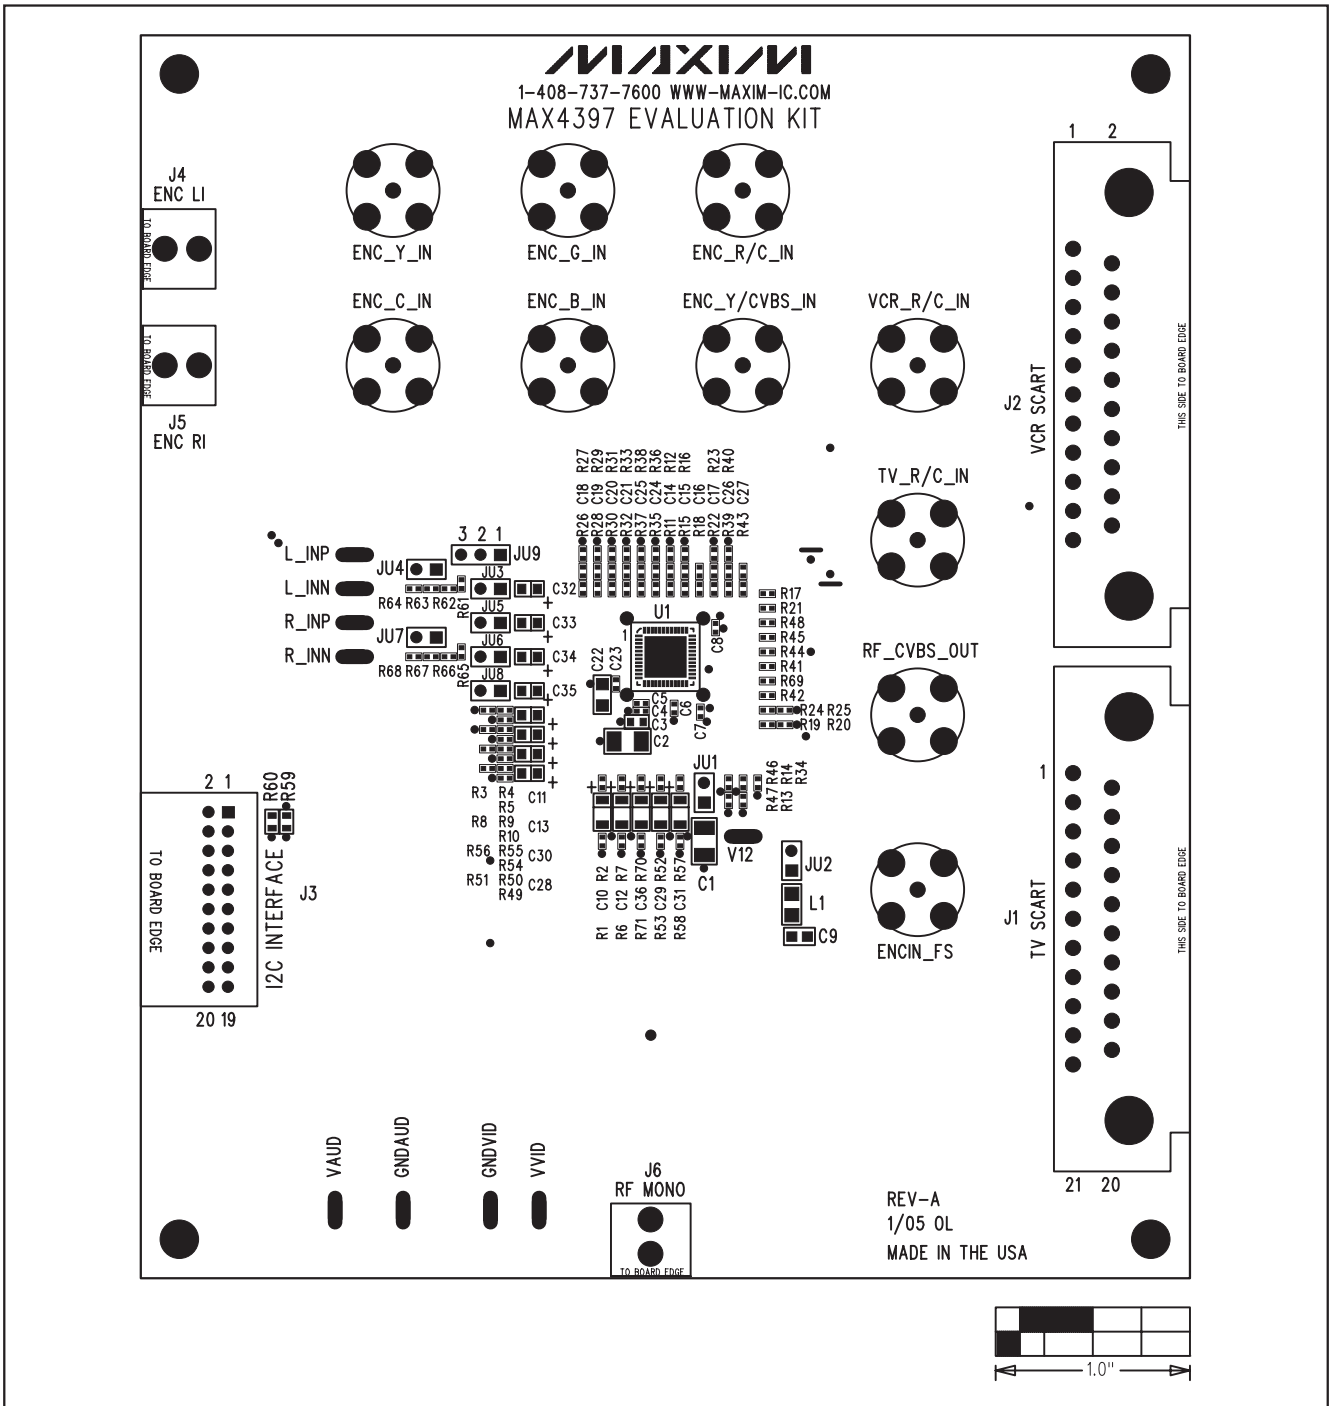 MAXIM
1-408-737-7600 WWW-MAXIM-IC.COM
MAX4397 EVALUATION KIT
1 2
J4
ENC LI
TO BOARD EDGE
ENC_Y_IN
ENC_G_IN
ENC_R/C_IN
ENC_C_IN
ENC_B_IN
ENC_Y/CVBS_IN
VCR_R/C_IN
TO BOARD EDGE
J5
ENC RI
J2
VCR SCART
THIS SIDE TO BOARD EDGE
TV_R/C_IN
R27 R29 R31 R33 R38 R36 R12 R16 R23 R40
C18 C19 C20 C21 C25 C24 C14 C15 C16 C17 C26 C27
R26 R28 R30 R32 R37 R35 R11 R15 R18 R22 R39 R43
3 2 1
JU9
L_INP
JU4
JU3
L_INN
C32
+
R64 R63 R62 R61
R_INP
JU5
C33
+
JU7
JU6
R_INN
C34
+
R68 R67 R66 R65
JU8
C35
+
U1
1
C8
C22 C23
C5
C4
C3
C6
C7
C2
R17
R21
R48
R45
R44
R41
R69
R42
R24 R25
R19 R20
RF_CVBS_OUT
+
+
+
+
R3 R4 C11
R5
R8 R9 C13
R10
R56 R55 C30
R54
R51 R50 C28
R49
JU1
+ + + + +
R46
R14
R34
R47
R13
V12
C1
R2 R7 R70 R52 R57
C10 C12 C36 C29 C31
R1 R6 R71 R53 R58
JU2
L1
C9
ENCIN_FS
2 1
R60 R59
TO BOARD EDGE
I2C INTERFACE
J3
20 19
1
J1
TV SCART
THIS SIDE TO BOARD EDGE
21 20
VAUD
GNDAUD
GNDVID
VVID
J6
RF MONO
TO BOARD EDGE
REV-A
1/05 OL
MADE IN THE USA
1.0"